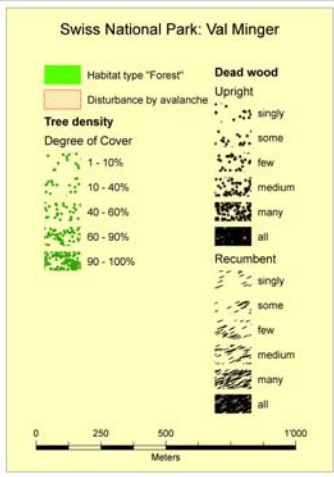 Swiss National Park: Val Minger
Habitat type "Forest"
Disturbance by avalanche
Tree density
Degree of Cover
1 - 10%
10 - 40%
40 - 60%
60 - 90%
90 - 100%
Dead wood
Upright
singly
some
few
medium
many
all
Recumbent
singly
some
few
medium
many
all
0 250 500 1'000
Meters